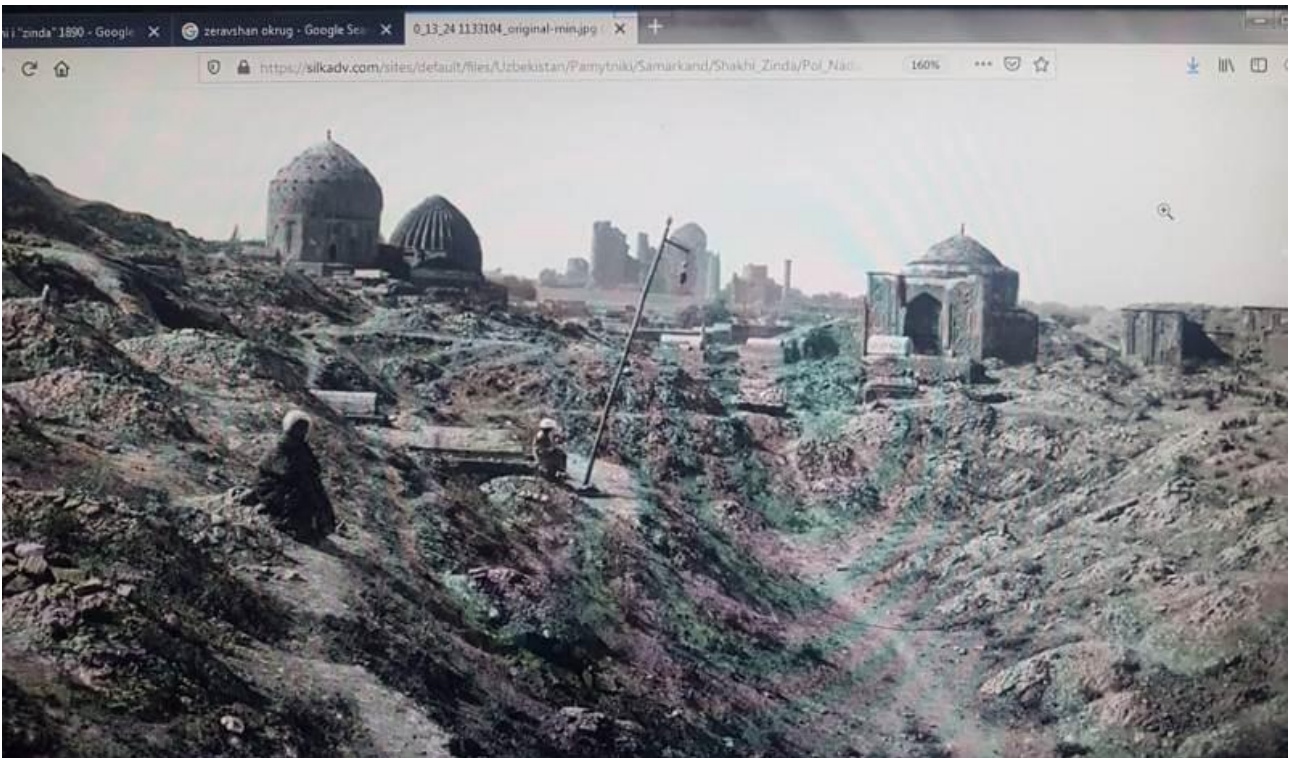 "zinda" 1890 - Google
zeravshan okrug - Google Sea
0_13_24 1133104_original-min.jpg
https://silkadv.com/sites/default/files/Uzbekistan/Pamytniki/Samarkand/Shakhi_Zinda/Pol_Nad
160%